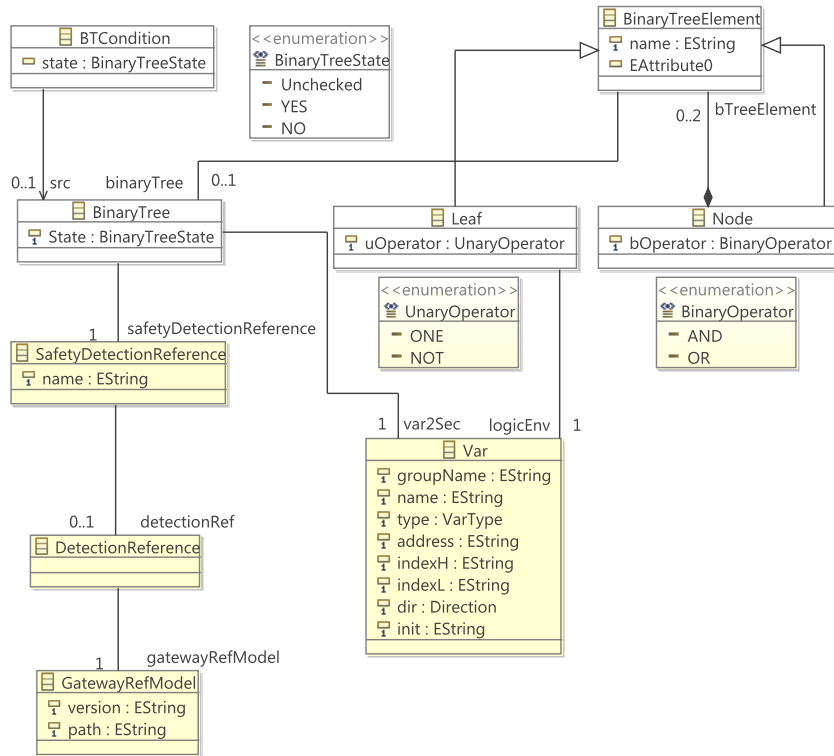 BTCondition
state : BinaryTreeState
<<enumeration>>
BinaryTreeState
Unchecked
YES
NO
BinaryTreeElement
name : EString
EAttribute0
0..2
bTreeElement
0..1
src
binaryTree
0..1
BinaryTree
State : BinaryTreeState
Leaf
uOperator : UnaryOperator
Node
bOperator : BinaryOperator
<<enumeration>>
UnaryOperator
ONE
NOT
<<enumeration>>
BinaryOperator
AND
OR
1
safetyDetectionReference
SafetyDetectionReference
name : EString
1
var2Sec
logicEnv
1
Var
groupName : EString
name : EString
type : VarType
address : EString
indexH : EString
indexL : EString
dir : Direction
init : EString
0..1
detectionRef
DetectionReference
1
gatewayRefModel
GatewayRefModel
version : EString
path : EString